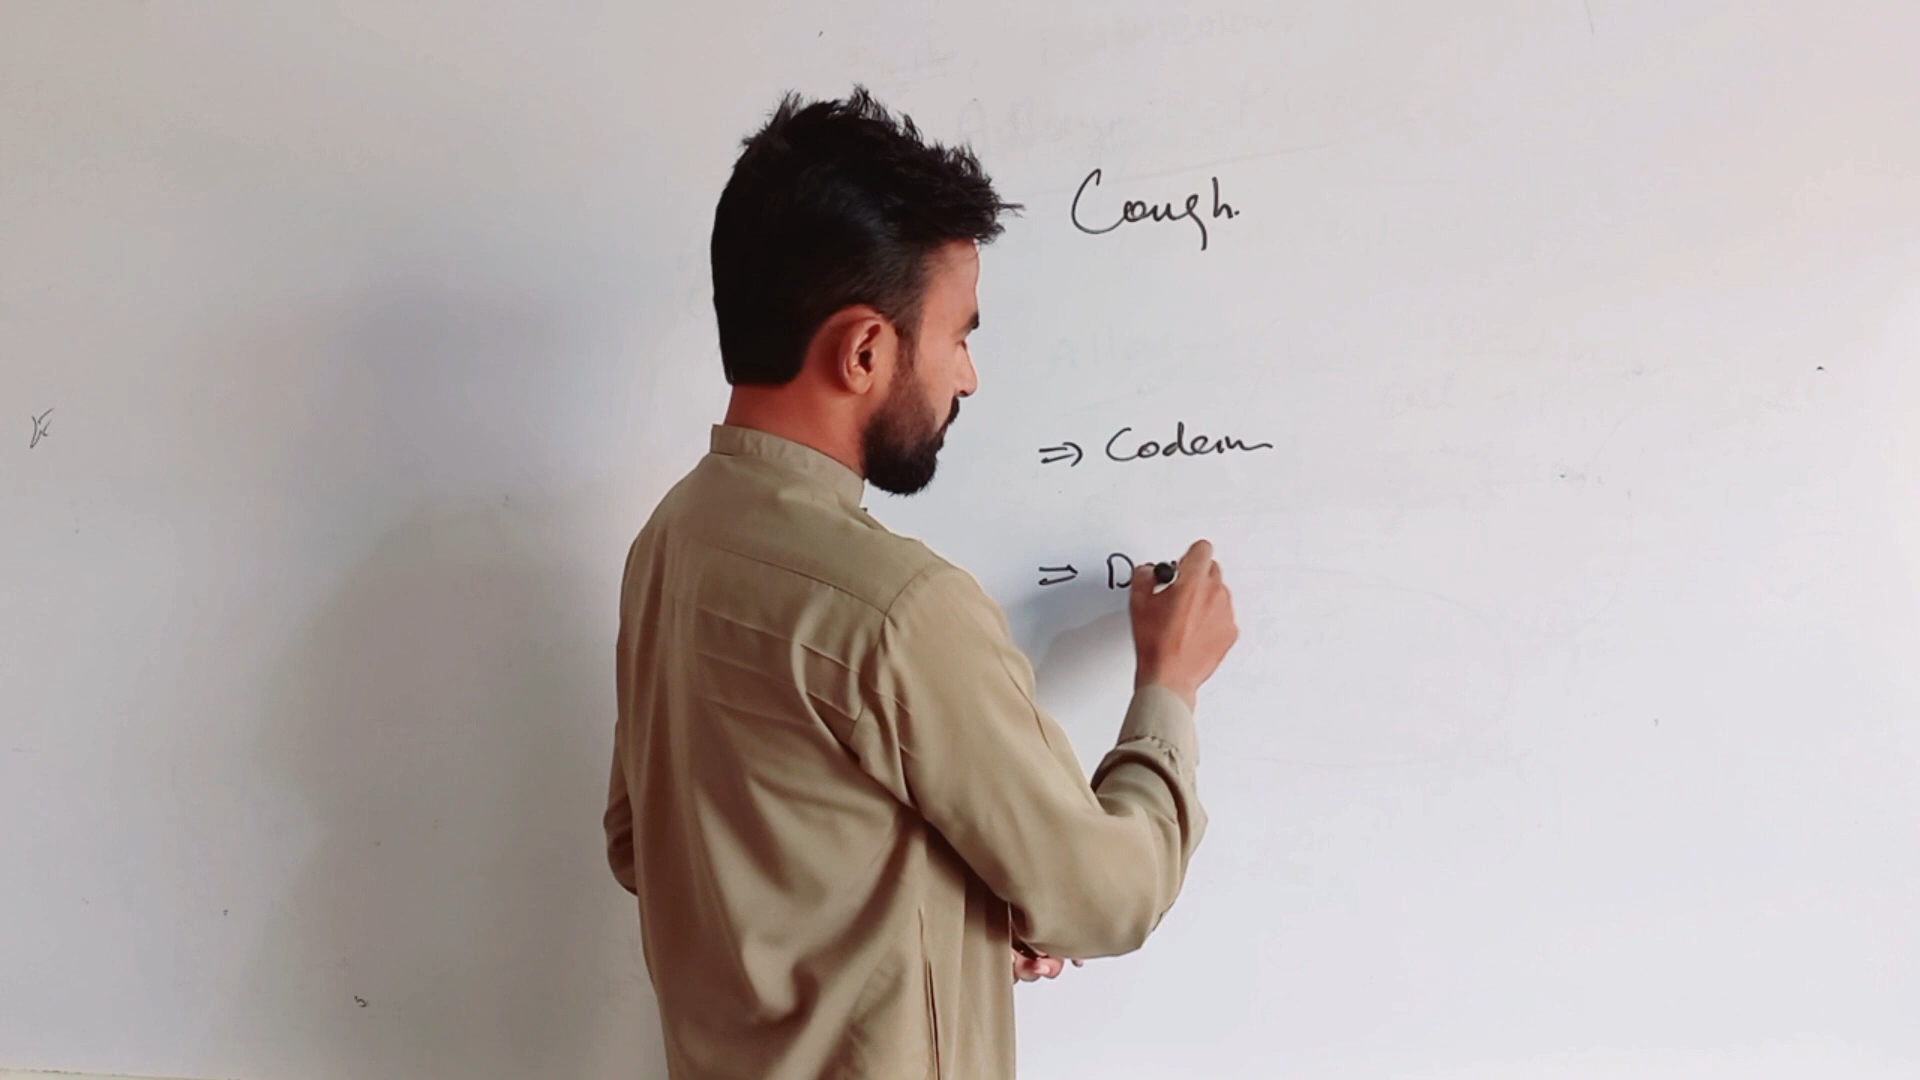 Cough.
⇒ Codein
⇒ D